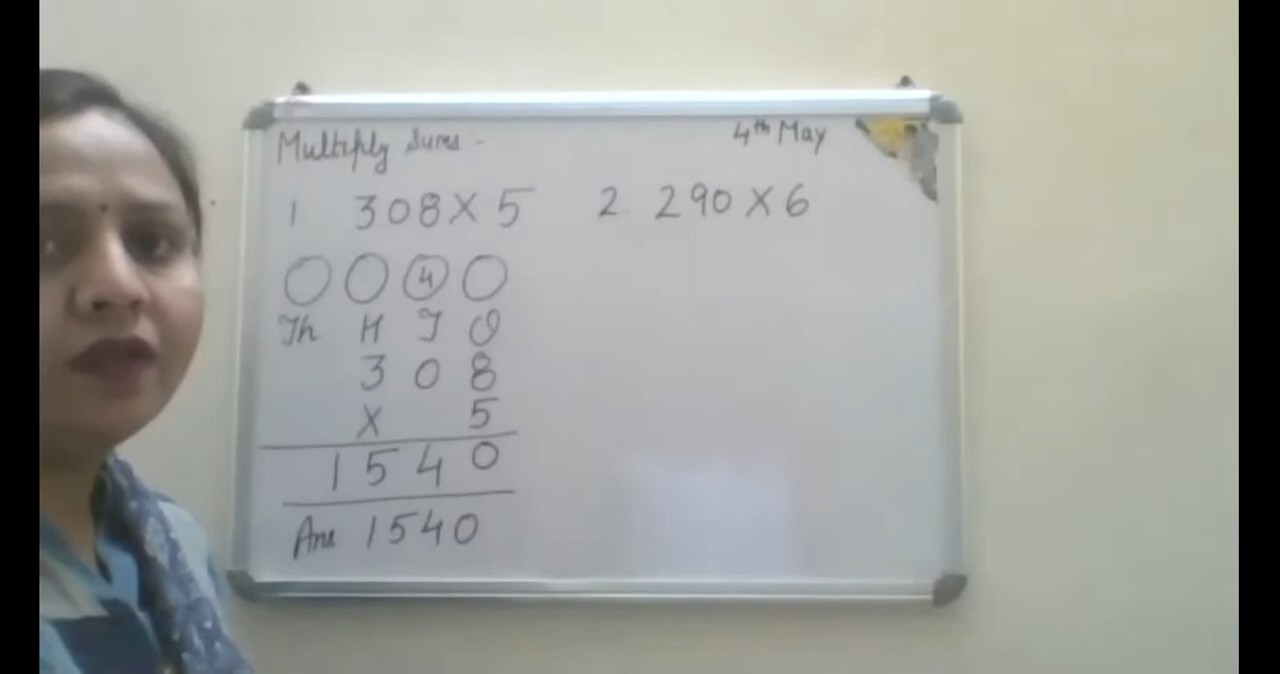 Multiply Sums - 4th May
1 308 X 5 2. 290 X 6
4
Th H T O
3 0 8
X 5
1 5 4 0
Ans 1540